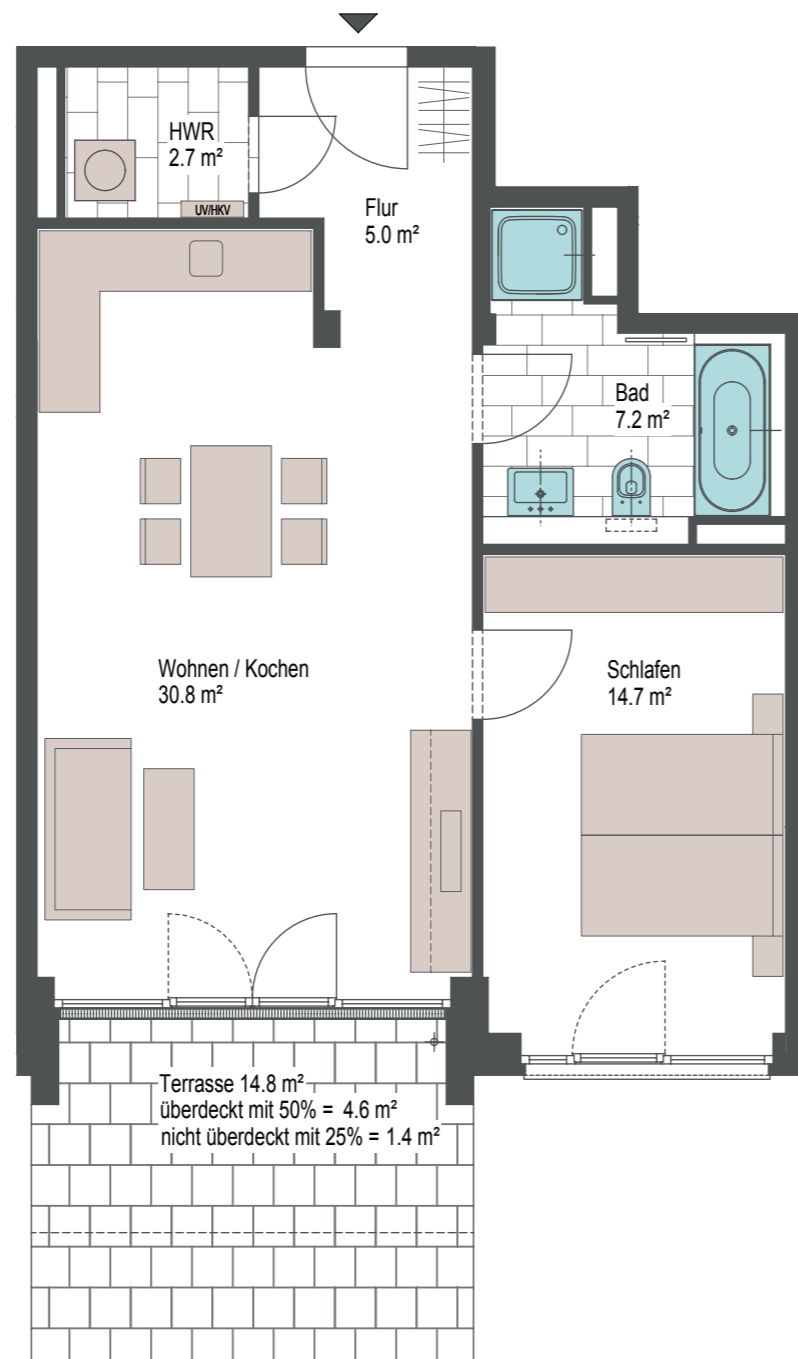 HWR
2.7 m²
UV/HKV
Flur
5.0 m²
Bad
7.2 m²
Wohnen / Kochen
30.8 m²
Schlafen
14.7 m²
Terrasse 14.8 m²
überdeckt mit 50% = 4.6 m²
nicht überdeckt mit 25% = 1.4 m²